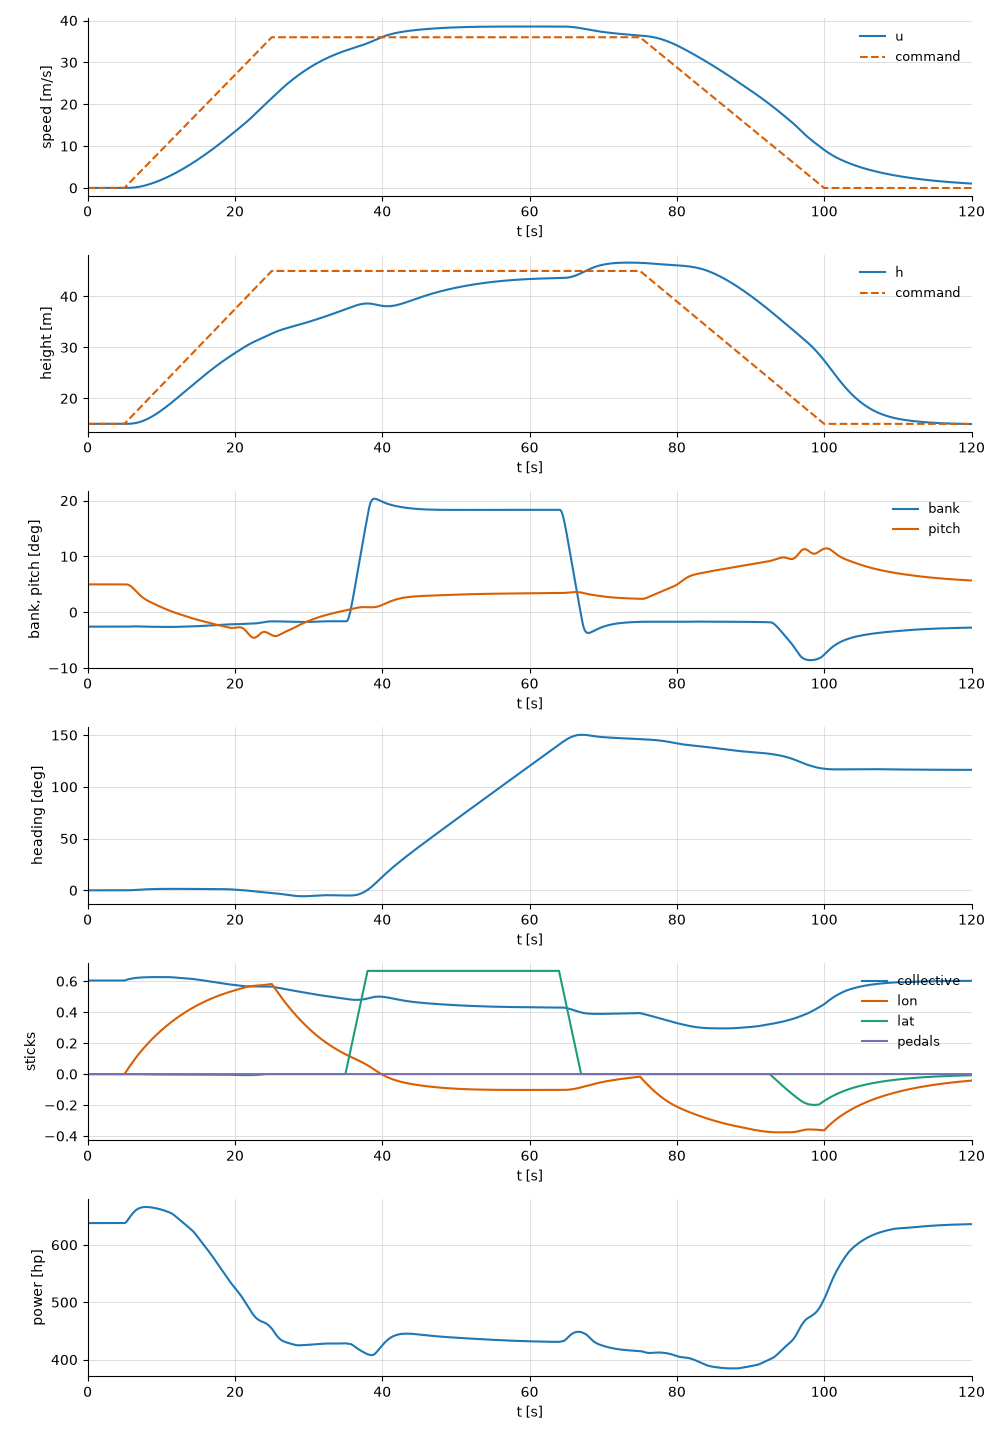 40
30
20
10
0
speed [m/s]
u
command
0 20 40 60 80 100 120
t [s]
40
30
20
height [m]
h
command
0 20 40 60 80 100 120
t [s]
20
10
0
−10
bank, pitch [deg]
bank
pitch
0 20 40 60 80 100 120
t [s]
150
100
50
0
heading [deg]
0 20 40 60 80 100 120
t [s]
0.6
0.4
0.2
0.0
−0.2
−0.4
sticks
collective
lon
lat
pedals
0 20 40 60 80 100 120
t [s]
600
500
400
power [hp]
0 20 40 60 80 100 120
t [s]